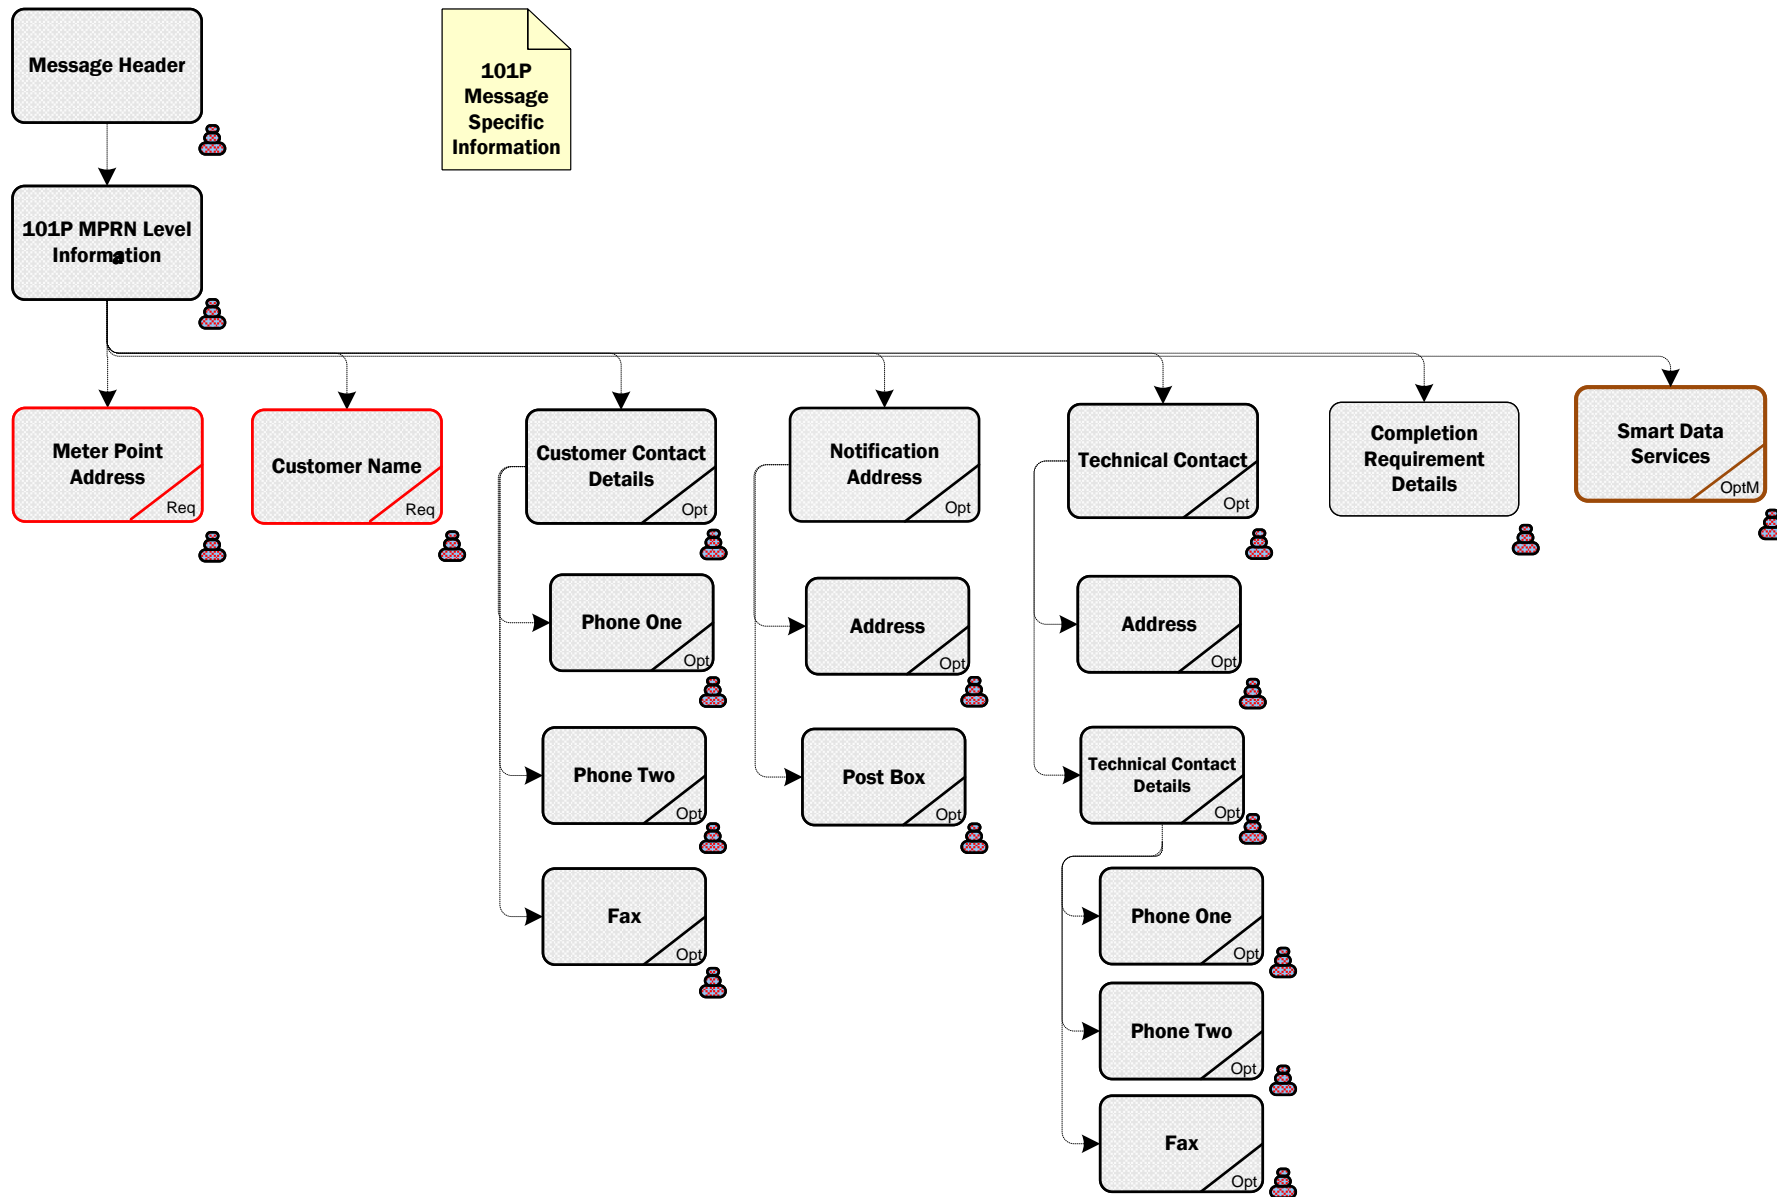 Message Header
101P
Message
Specific
Information
101P MPRN Level
Information
Meter Point
Address
Req
Customer Name
Req
Customer Contact
Details
Opt
Notification
Address
Opt
Technical Contact
Opt
Completion
Requirement
Details
Smart Data
Services
OptM
Phone One
Opt
Address
Opt
Address
Opt
Phone Two
Opt
Post Box
Opt
Technical Contact
Details
Opt
Fax
Opt
Phone One
Opt
Phone Two
Opt
Fax
Opt